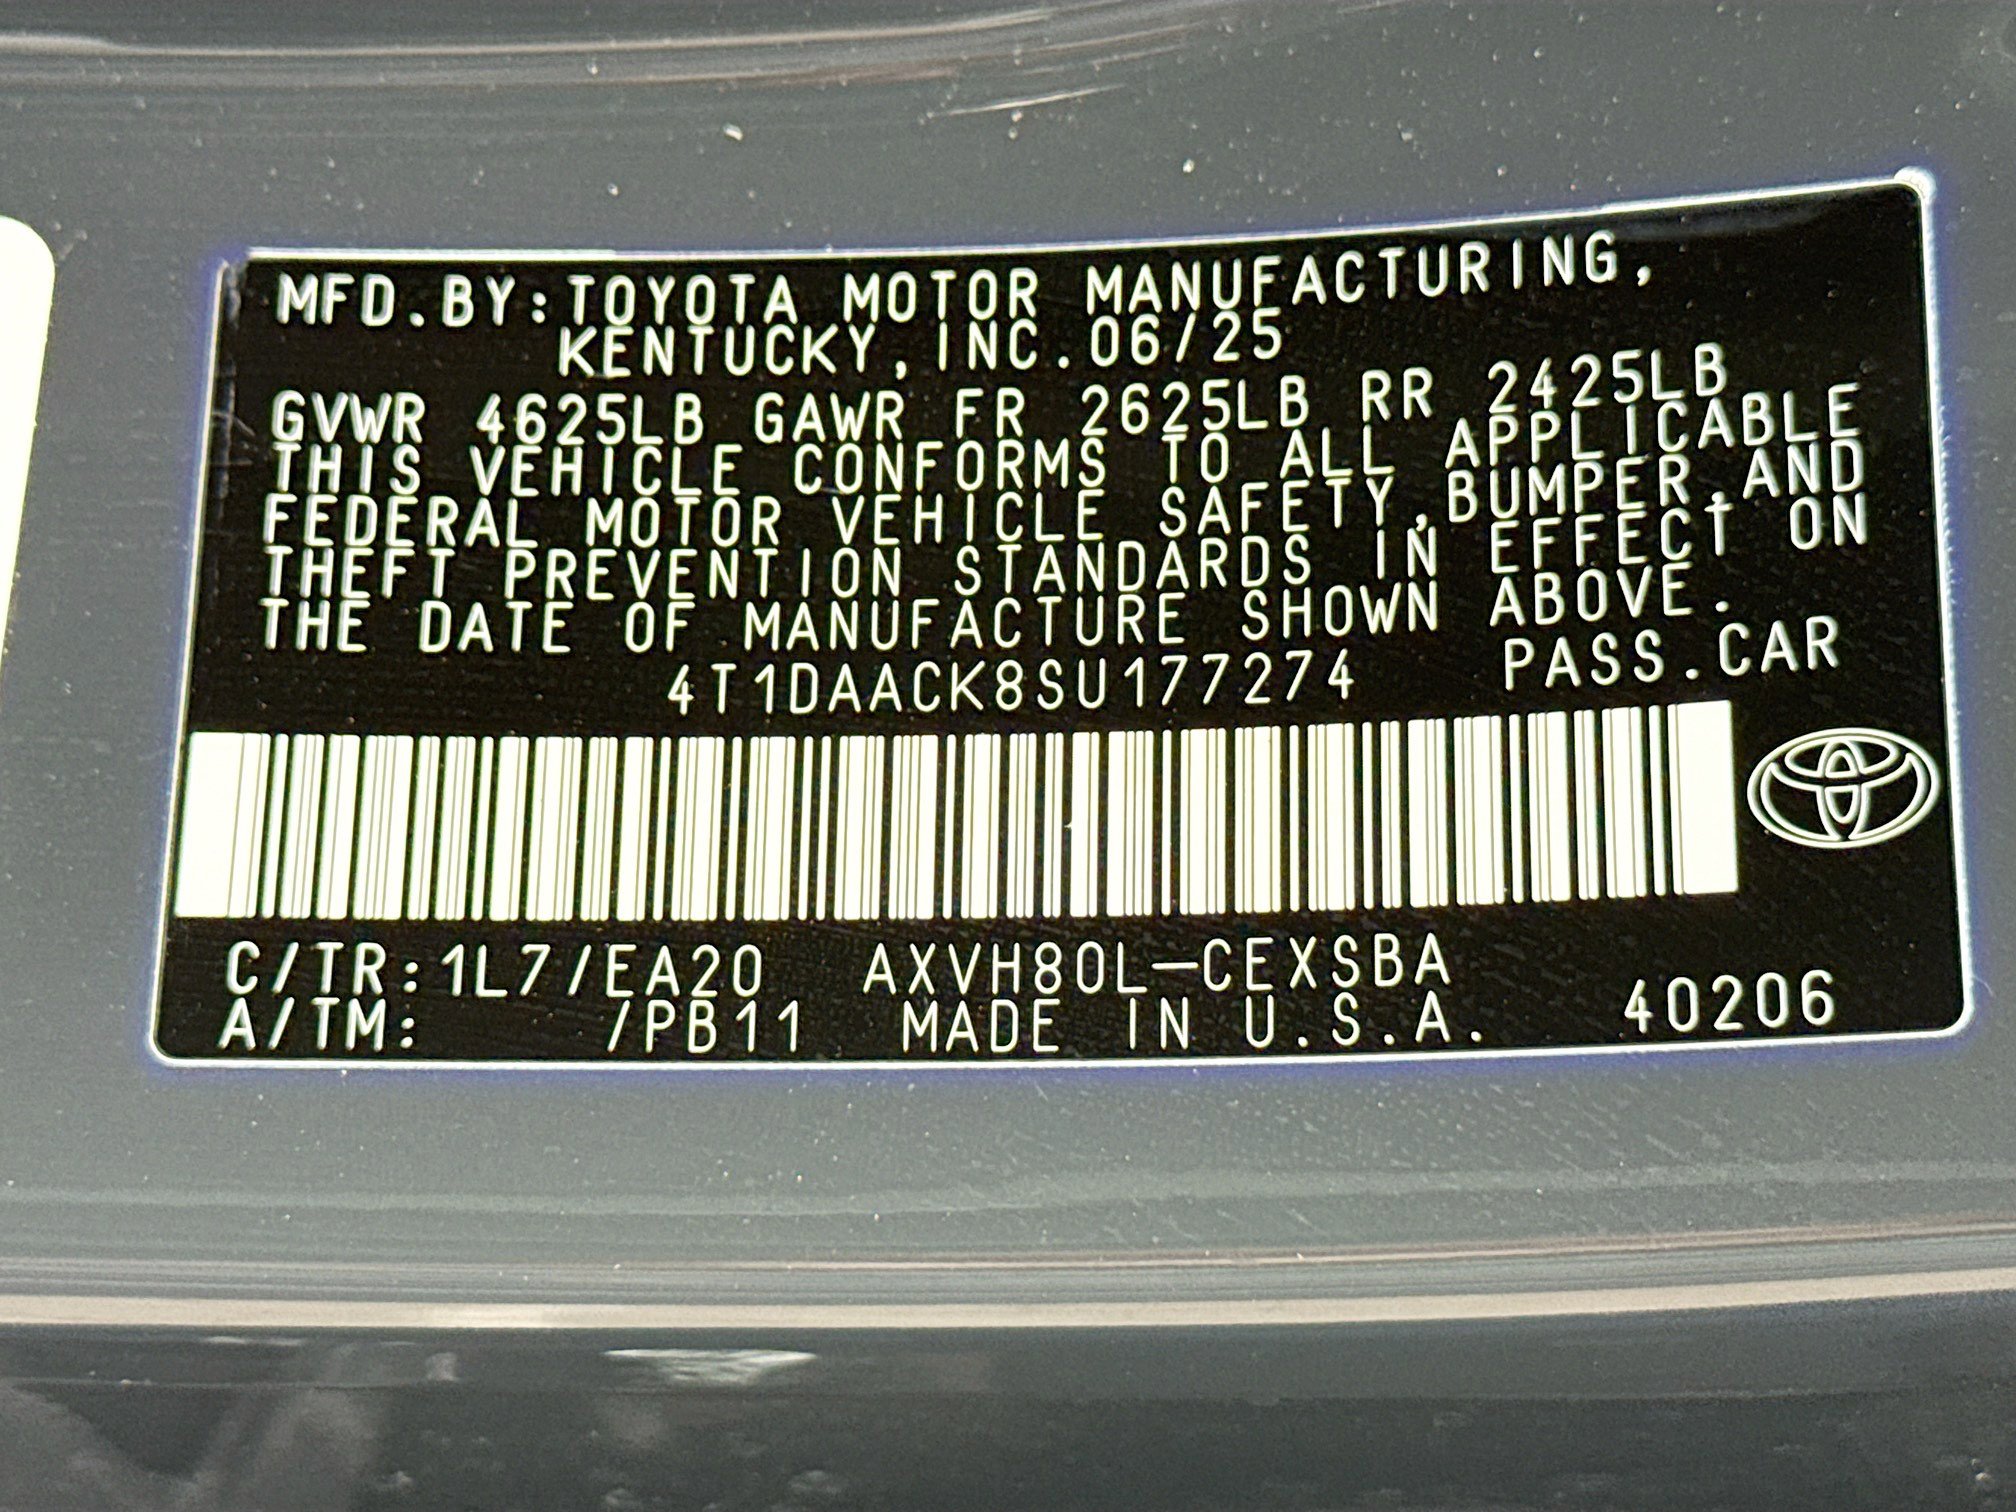 MFD.BY:TOYOTA MOTOR MANUFACTURING,
KENTUCKY,INC.06/25
GVWR 4625LB GAWR FR 2625LB RR 2425LB
THIS VEHICLE CONFORMS TO ALL APPLICABLE
FEDERAL MOTOR VEHICLE SAFETY,BUMPER,AND
THEFT PREVENTION STANDARDS IN EFFECT ON
THE DATE OF MANUFACTURE SHOWN ABOVE.
4T1DAACK8SU177274 PASS.CAR
C/TR:1L7/EA20 AXVH80L-CEXSBA
A/TM: /PB11 MADE IN U.S.A. 40206